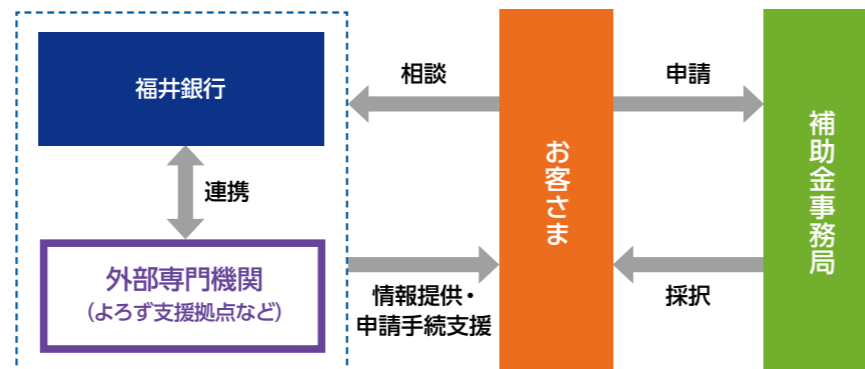 福井銀行
連携
外部専門機関
（よろず支援拠点など）
相談
情報提供・
申請手続支援
お客さま
申請
採択
補助金事務局